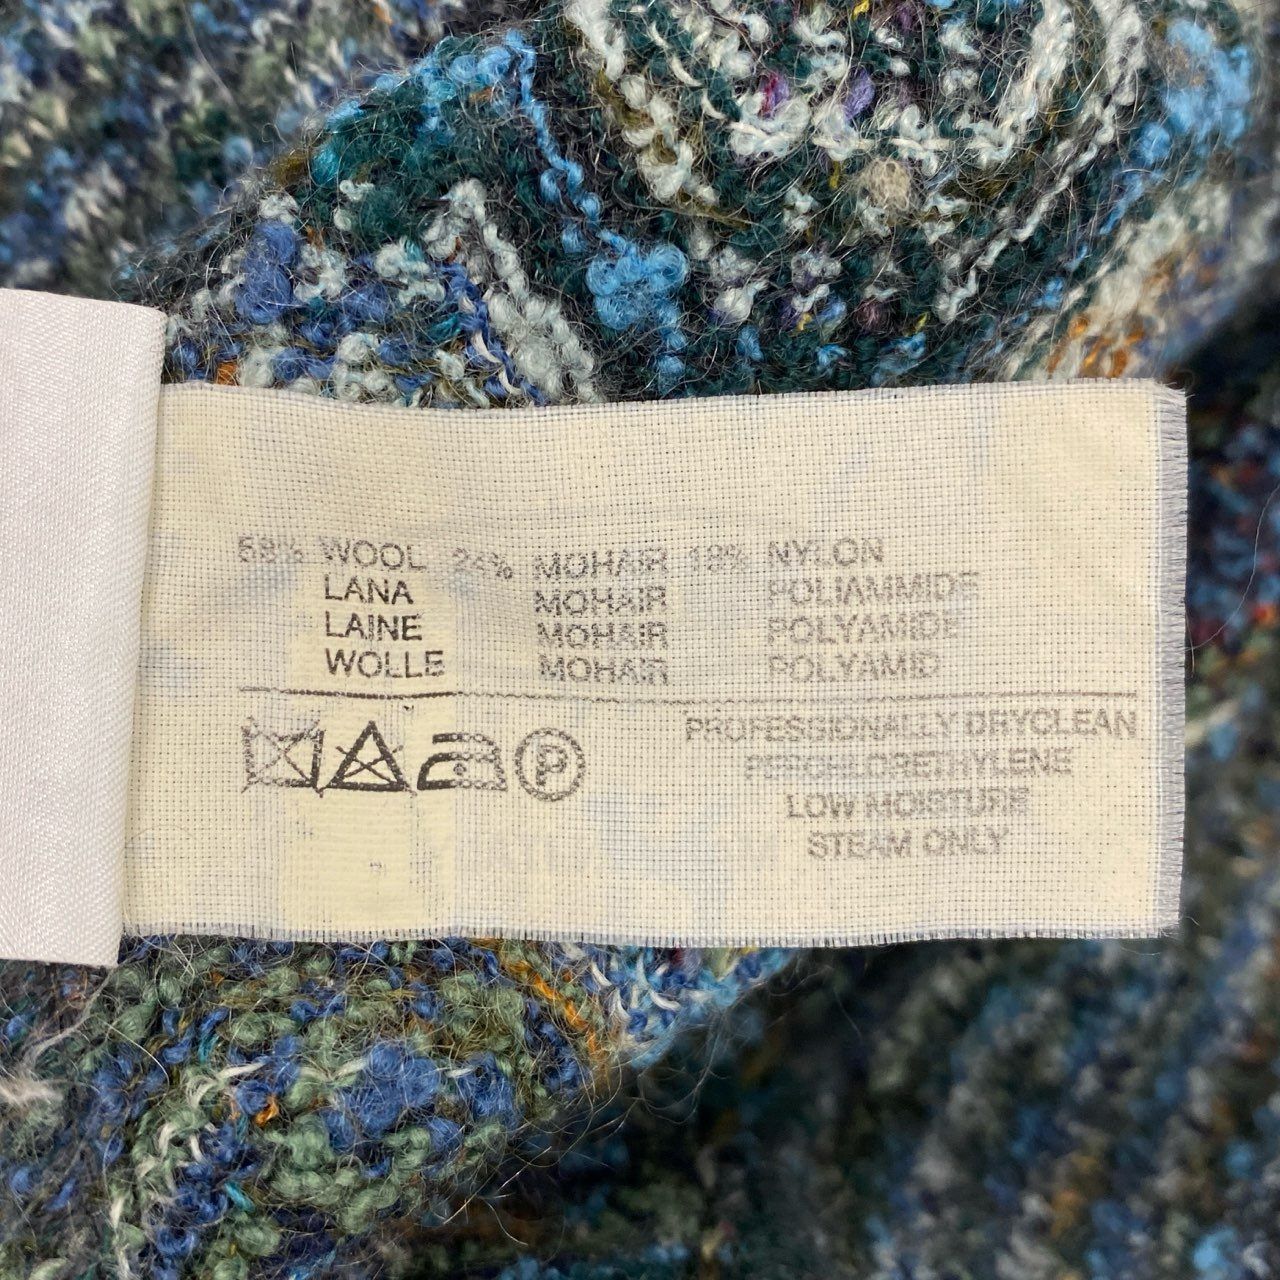 58% WOOL 24% MOHAIR 18% NYLON
LANA MOHAIR POLIAMMIDE
LAINE MOHAIR POLYAMIDE
WOLLE MOHAIR POLYAMID
P
PROFESSIONALLY DRYCLEAN
PERCHLORETHYLENE
LOW MOISTURE
STEAM ONLY